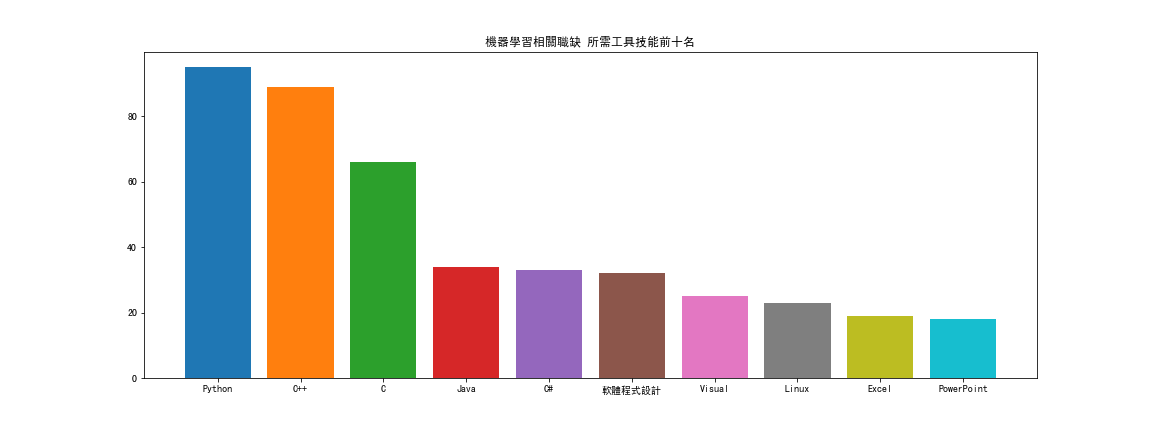 機器學習相關職缺 所需工具技能前十名
80
60
40
20
0
Python
C++
C
Java
C#
軟體程式設計
Visual
Linux
Excel
PowerPoint